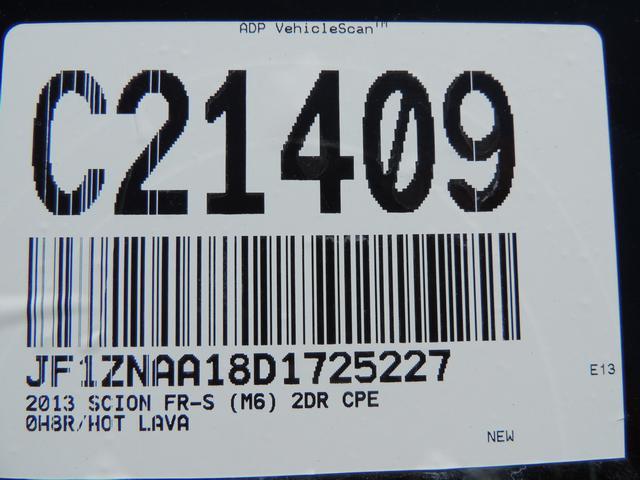 ADP VehicleScan™
C21409
JF1ZNAA18D1725227
E13
2013 SCION FR-S (M6) 2DR CPE
0H8R/HOT LAVA
NEW